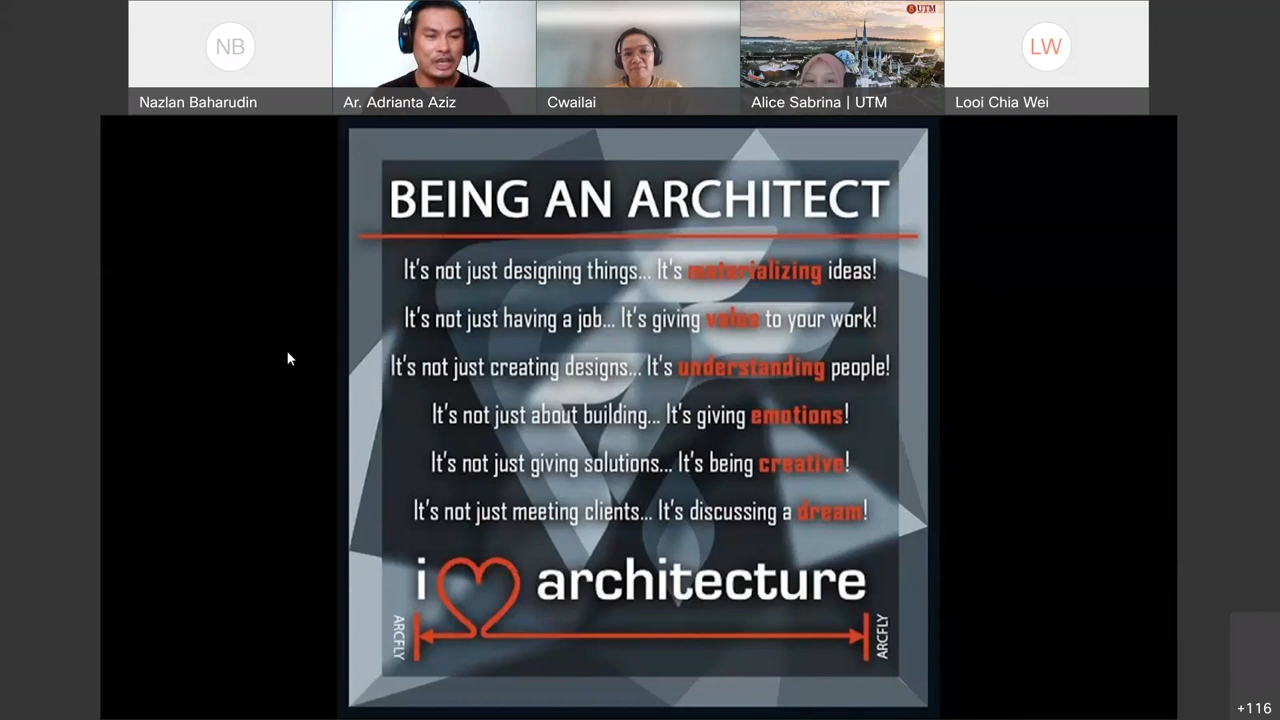 NB
UTM
LW
Nazlan Baharudin
Ar. Adrianta Aziz
Cwailai
Alice Sabrina | UTM
Looi Chia Wei
BEING AN ARCHITECT
It's not just designing things... It's materializing ideas!
It's not just having a job... It's giving value to your work!
It's not just creating designs... It's understanding people!
It's not just about building... It's giving emotions!
It's not just giving solutions... It's being creative!
It's not just meeting clients... It's discussing a dream!
i architecture
ARCFLY
ARCFLY
+116